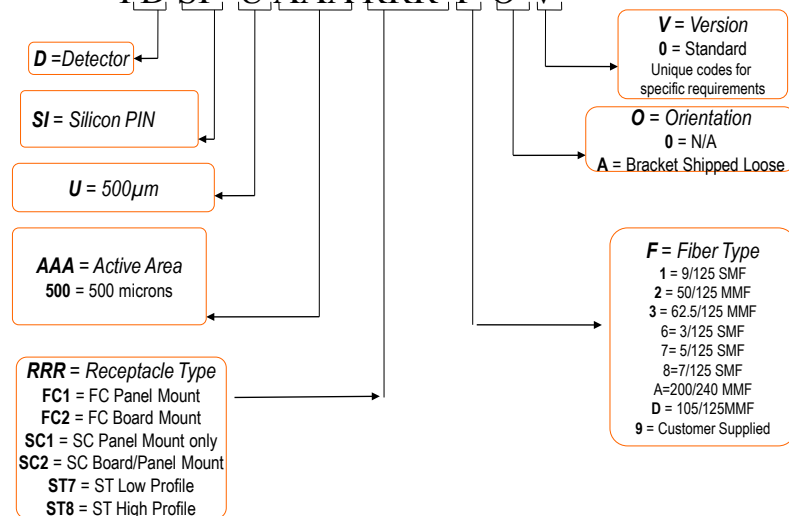 D =Detector
SI = Silicon PIN
U = 500µm
AAA = Active Area
500 = 500 microns
RRR = Receptacle Type
FC1 = FC Panel Mount
FC2 = FC Board Mount
SC1 = SC Panel Mount only
SC2 = SC Board/Panel Mount
ST7 = ST Low Profile
ST8 = ST High Profile
V = Version
0 = Standard
Unique codes for
specific requirements
O = Orientation
0 = N/A
A = Bracket Shipped Loose
F = Fiber Type
1 = 9/125 SMF
2 = 50/125 MMF
3 = 62.5/125 MMF
6= 3/125 SMF
7= 5/125 SMF
8=7/125 SMF
A=200/240 MMF
D = 105/125MMF
9 = Customer Supplied